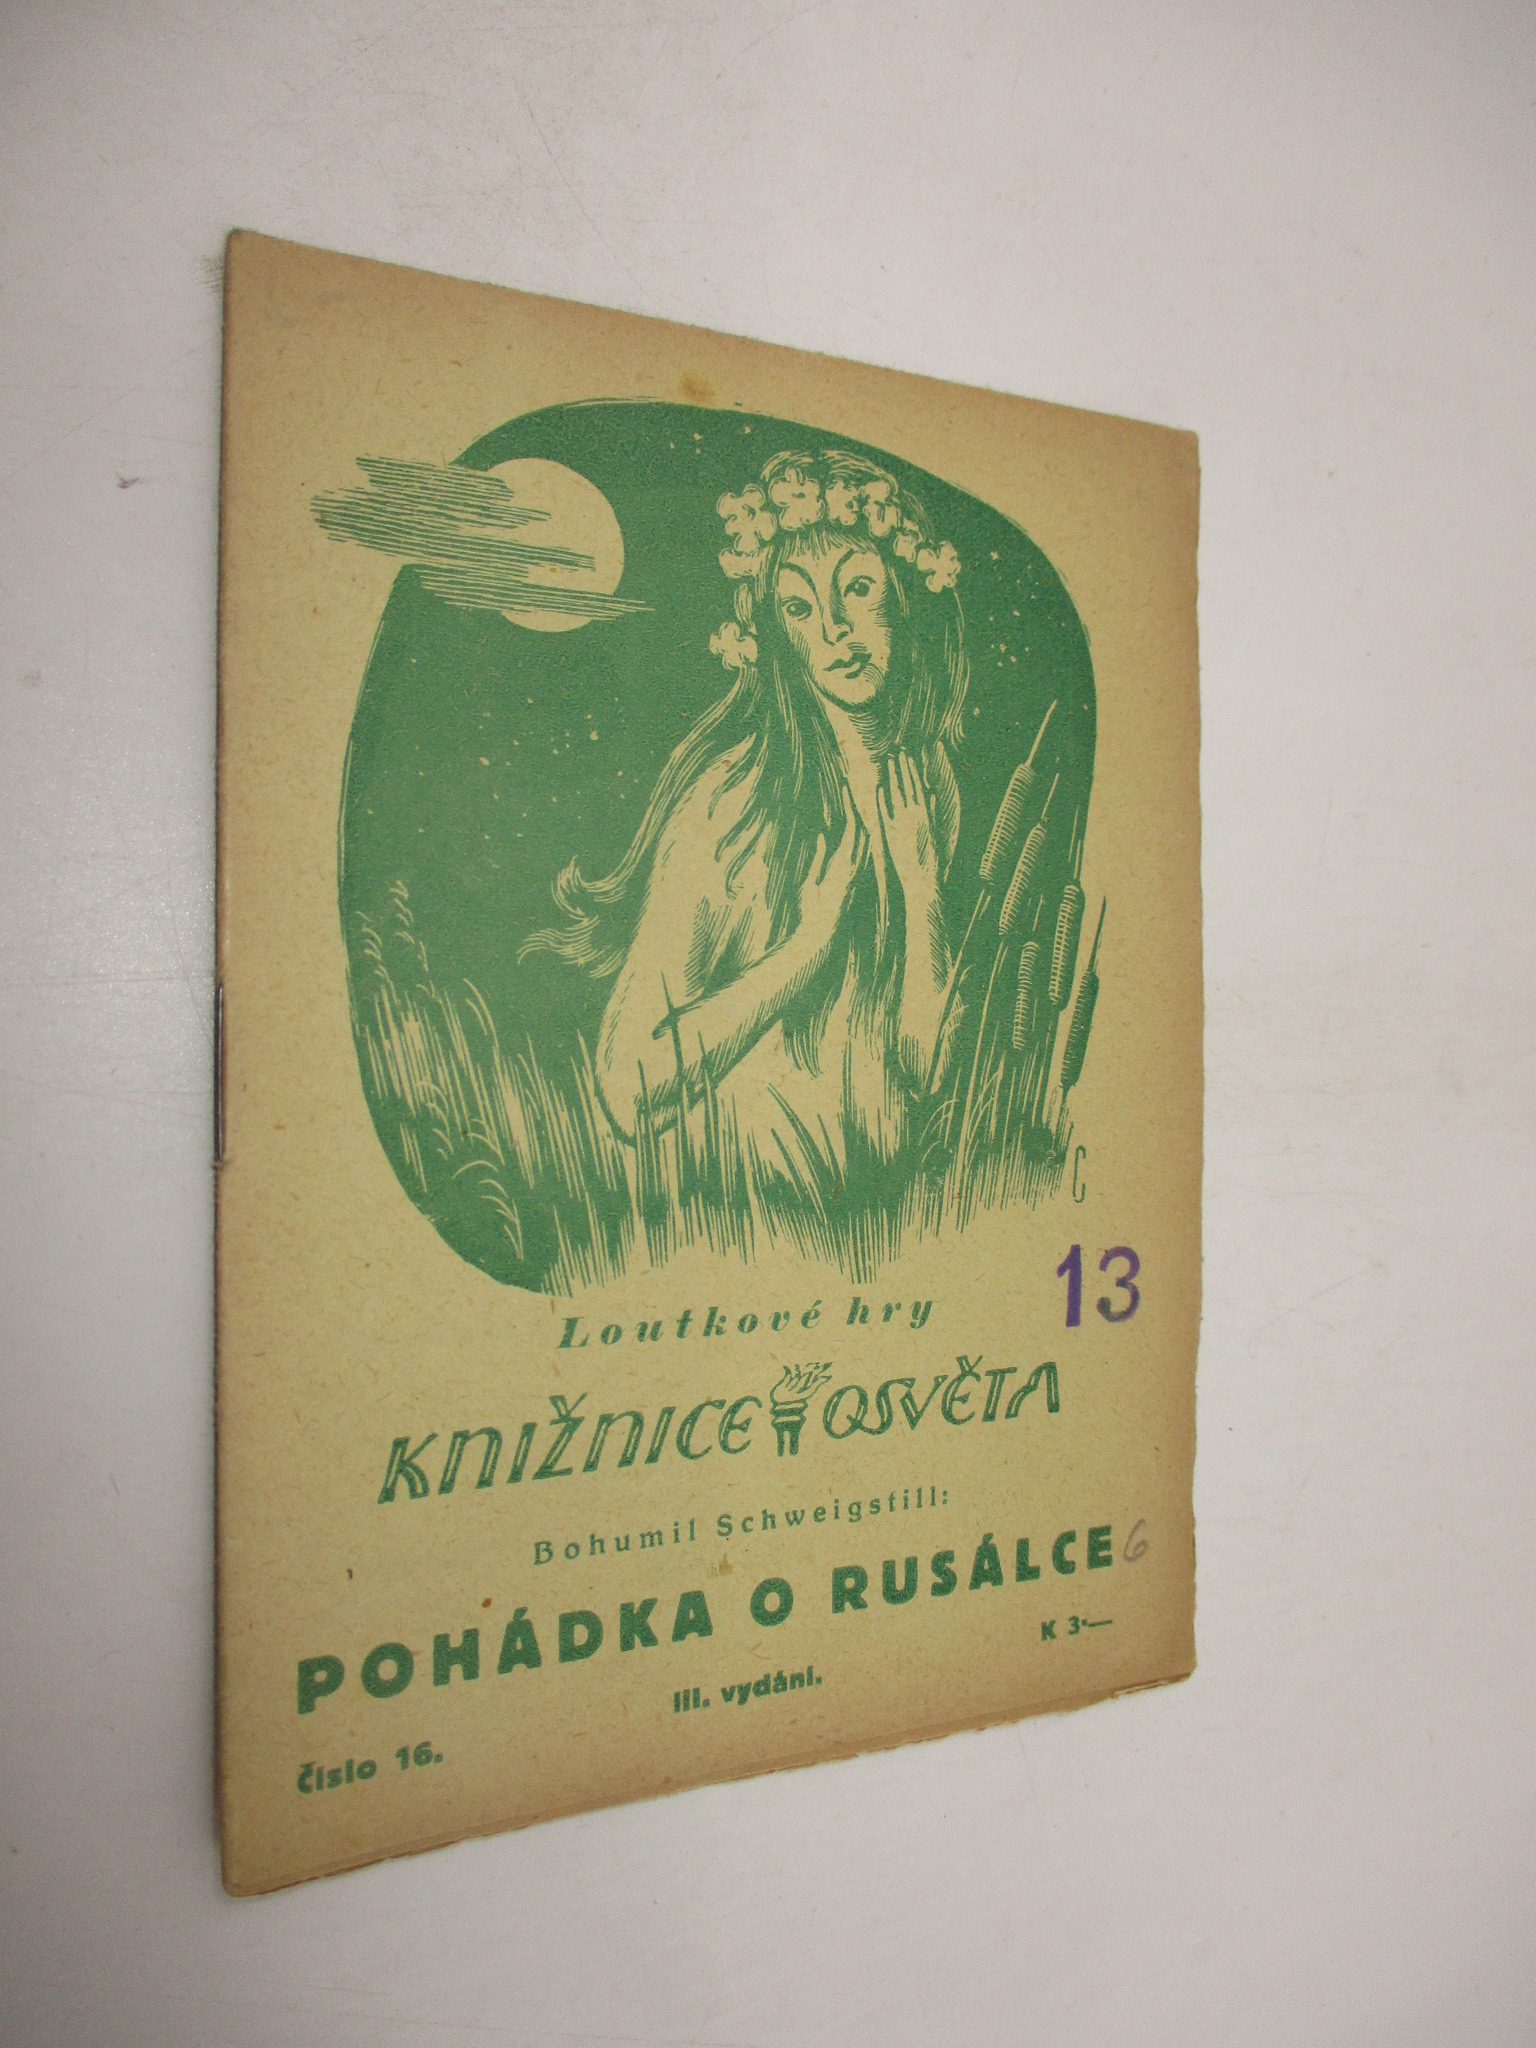 C
13
Loutkové hry
KNIŽNICE OSVĚTA
Bohumil Schweigstill:
POHÁDKA O RUSÁLCE 6
K 3·—
III. vydání.
Číslo 16.